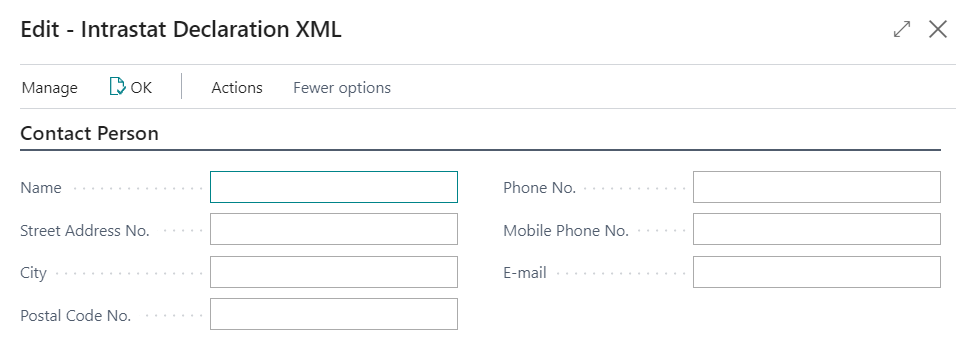 Edit - Intrastat Declaration XML
Manage OK Actions Fewer options
Contact Person
Name Phone No.
Street Address No. Mobile Phone No.
City E-mail
Postal Code No.